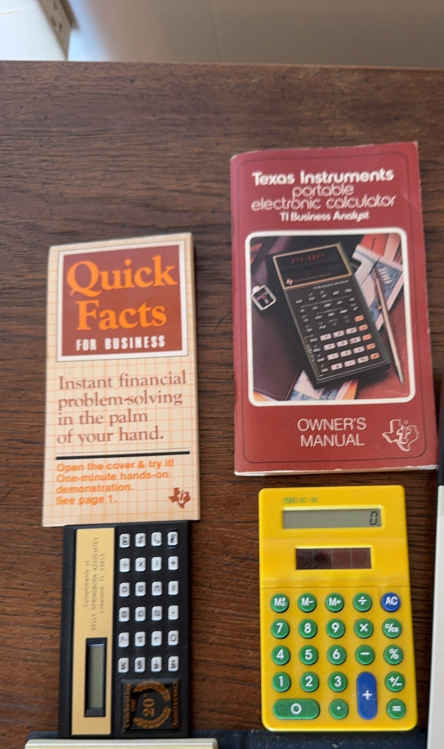 Texas Instruments
portable
electronic calculator
TI Business Analyst
OWNER'S
MANUAL
Quick
Facts
FOR BUSINESS
Instant financial
problem-solving
in the palm
of your hand.
Open the cover & try it!
One-minute hands-on
demonstration.
See page 1.
20
0
M- M+ ÷ AC
7 8 9 ×
4 5 6 − %
1 2 3 + +/−
0 . =